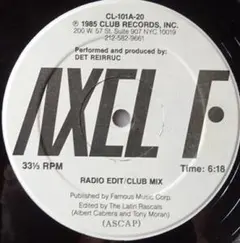 CL-101A-20
℗ © 1985 CLUB RECORDS, INC.
200 W. 57 St. Suite 907 NYC 10019
212-582-9661
Performed and produced by:
DET REIRRUC
AXEL F
33⅓ RPM
Time: 6:18
RADIO EDIT/CLUB MIX
Published by Famous Music Corp.
Edited by The Latin Rascals
(Albert Cabrera and Tony Moran)
(ASCAP)